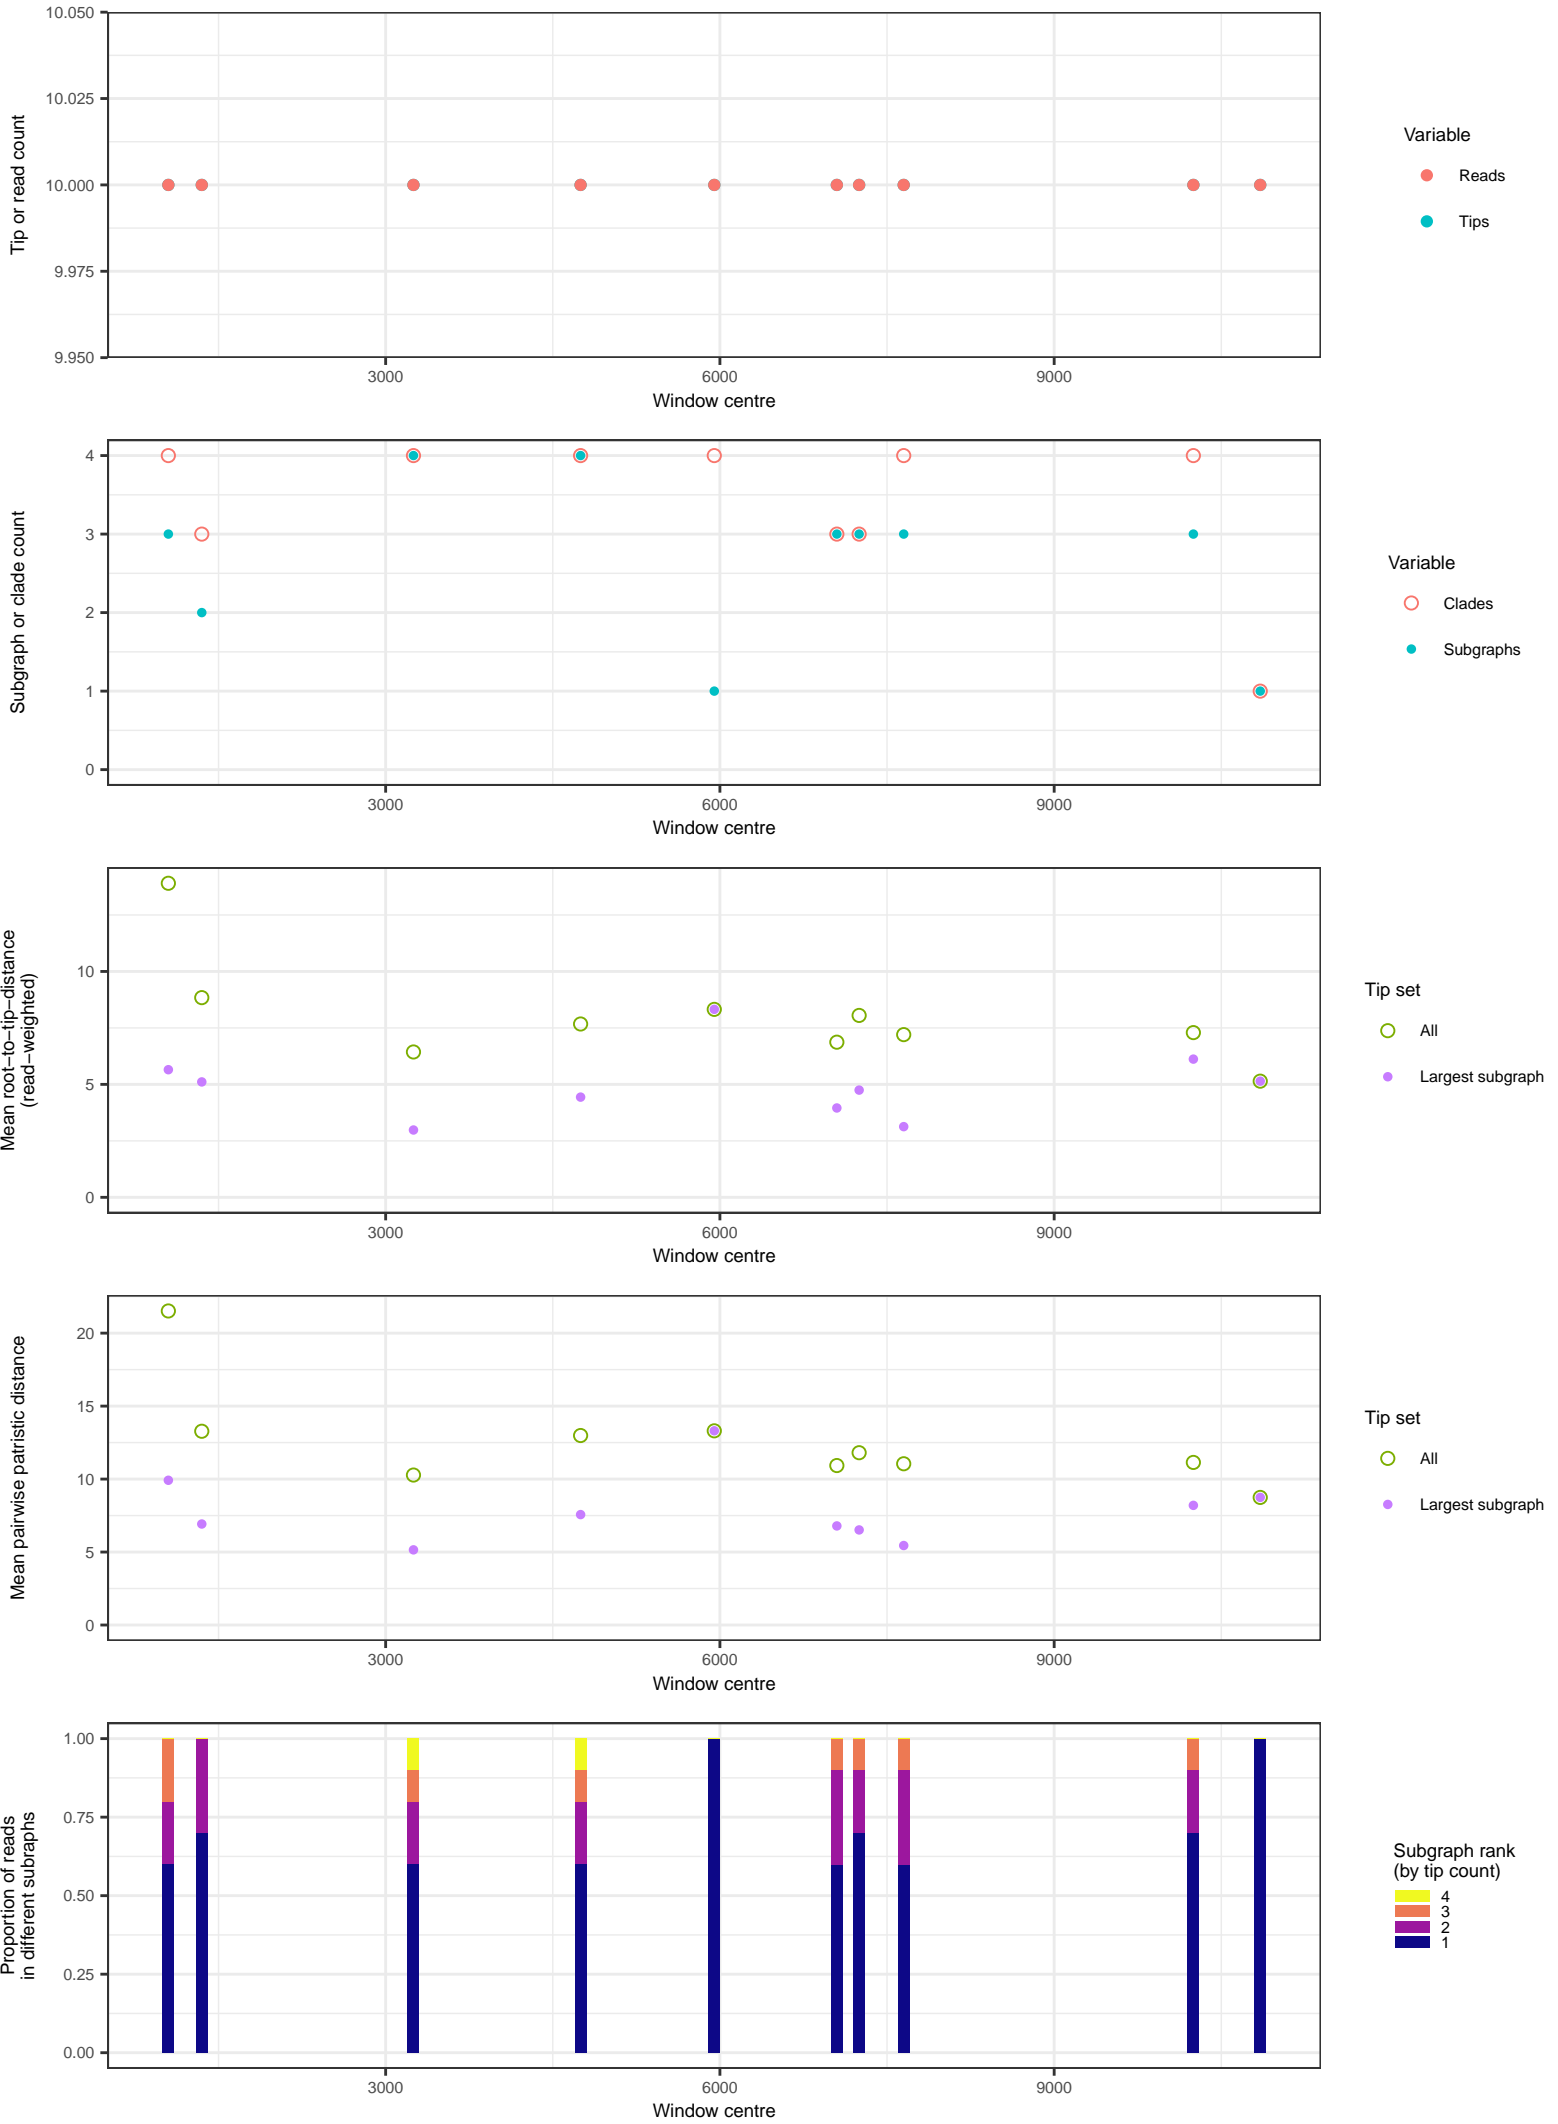 10.050
10.025
10.000
9.975
9.950
Tip or read count
3000 6000 9000
Window centre
Variable
Reads
Tips
4
3
2
1
0
Subgraph or clade count
3000 6000 9000
Window centre
Variable
Clades
Subgraphs
10
5
0
Mean root−to−tip−distance
(read−weighted)
3000 6000 9000
Window centre
Tip set
All
Largest subgraph
20
15
10
5
0
Mean pairwise patristic distance
3000 6000 9000
Window centre
Tip set
All
Largest subgraph
1.00
0.75
0.50
0.25
0.00
Proportion of reads
in different subraphs
3000 6000 9000
Window centre
Subgraph rank
(by tip count)
4
3
2
1